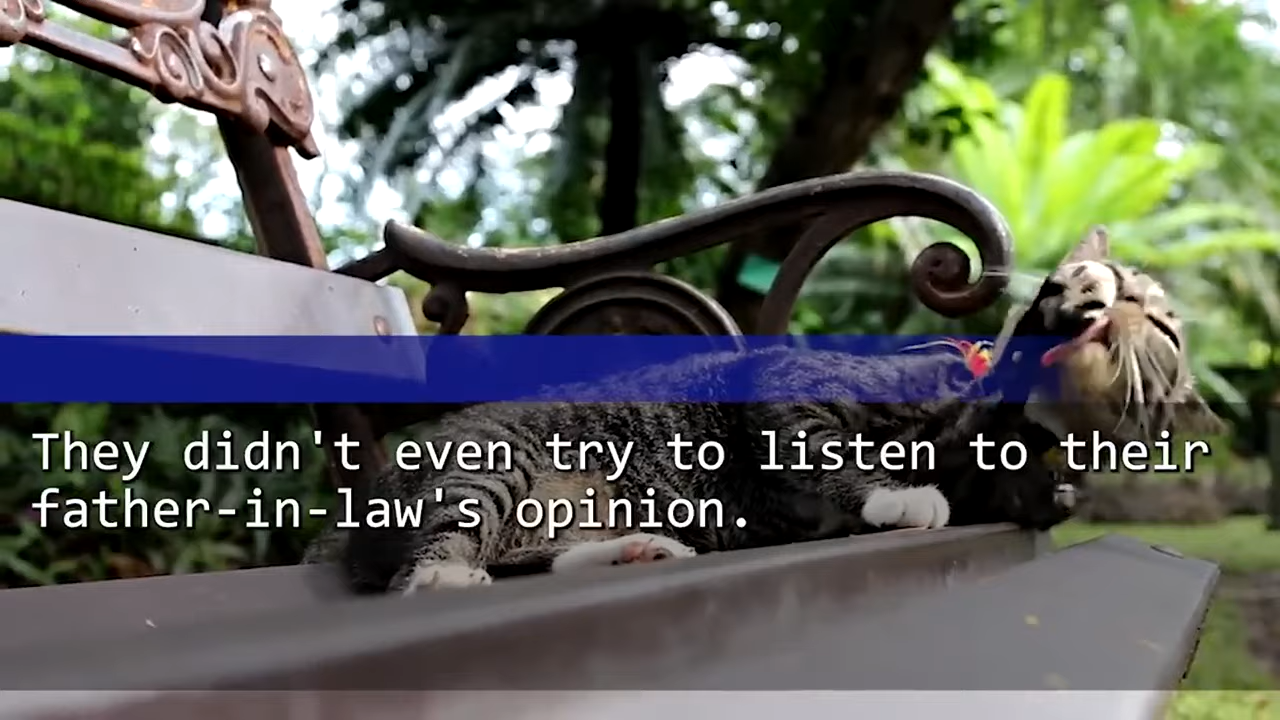 They didn't even try to listen to their
father-in-law's opinion.